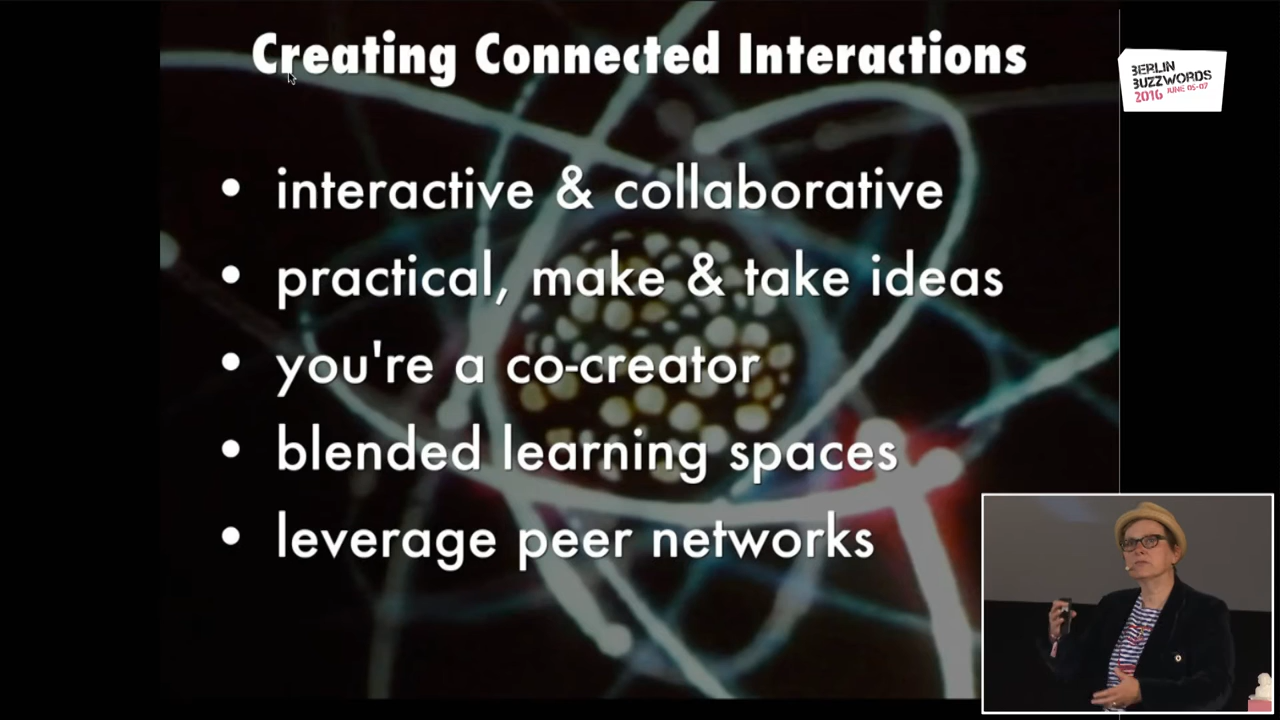 Creating Connected Interactions
BERLIN
BUZZWORDS
2016 JUNE 05-07
• interactive & collaborative
• practical, make & take ideas
• you're a co-creator
• blended learning spaces
• leverage peer networks